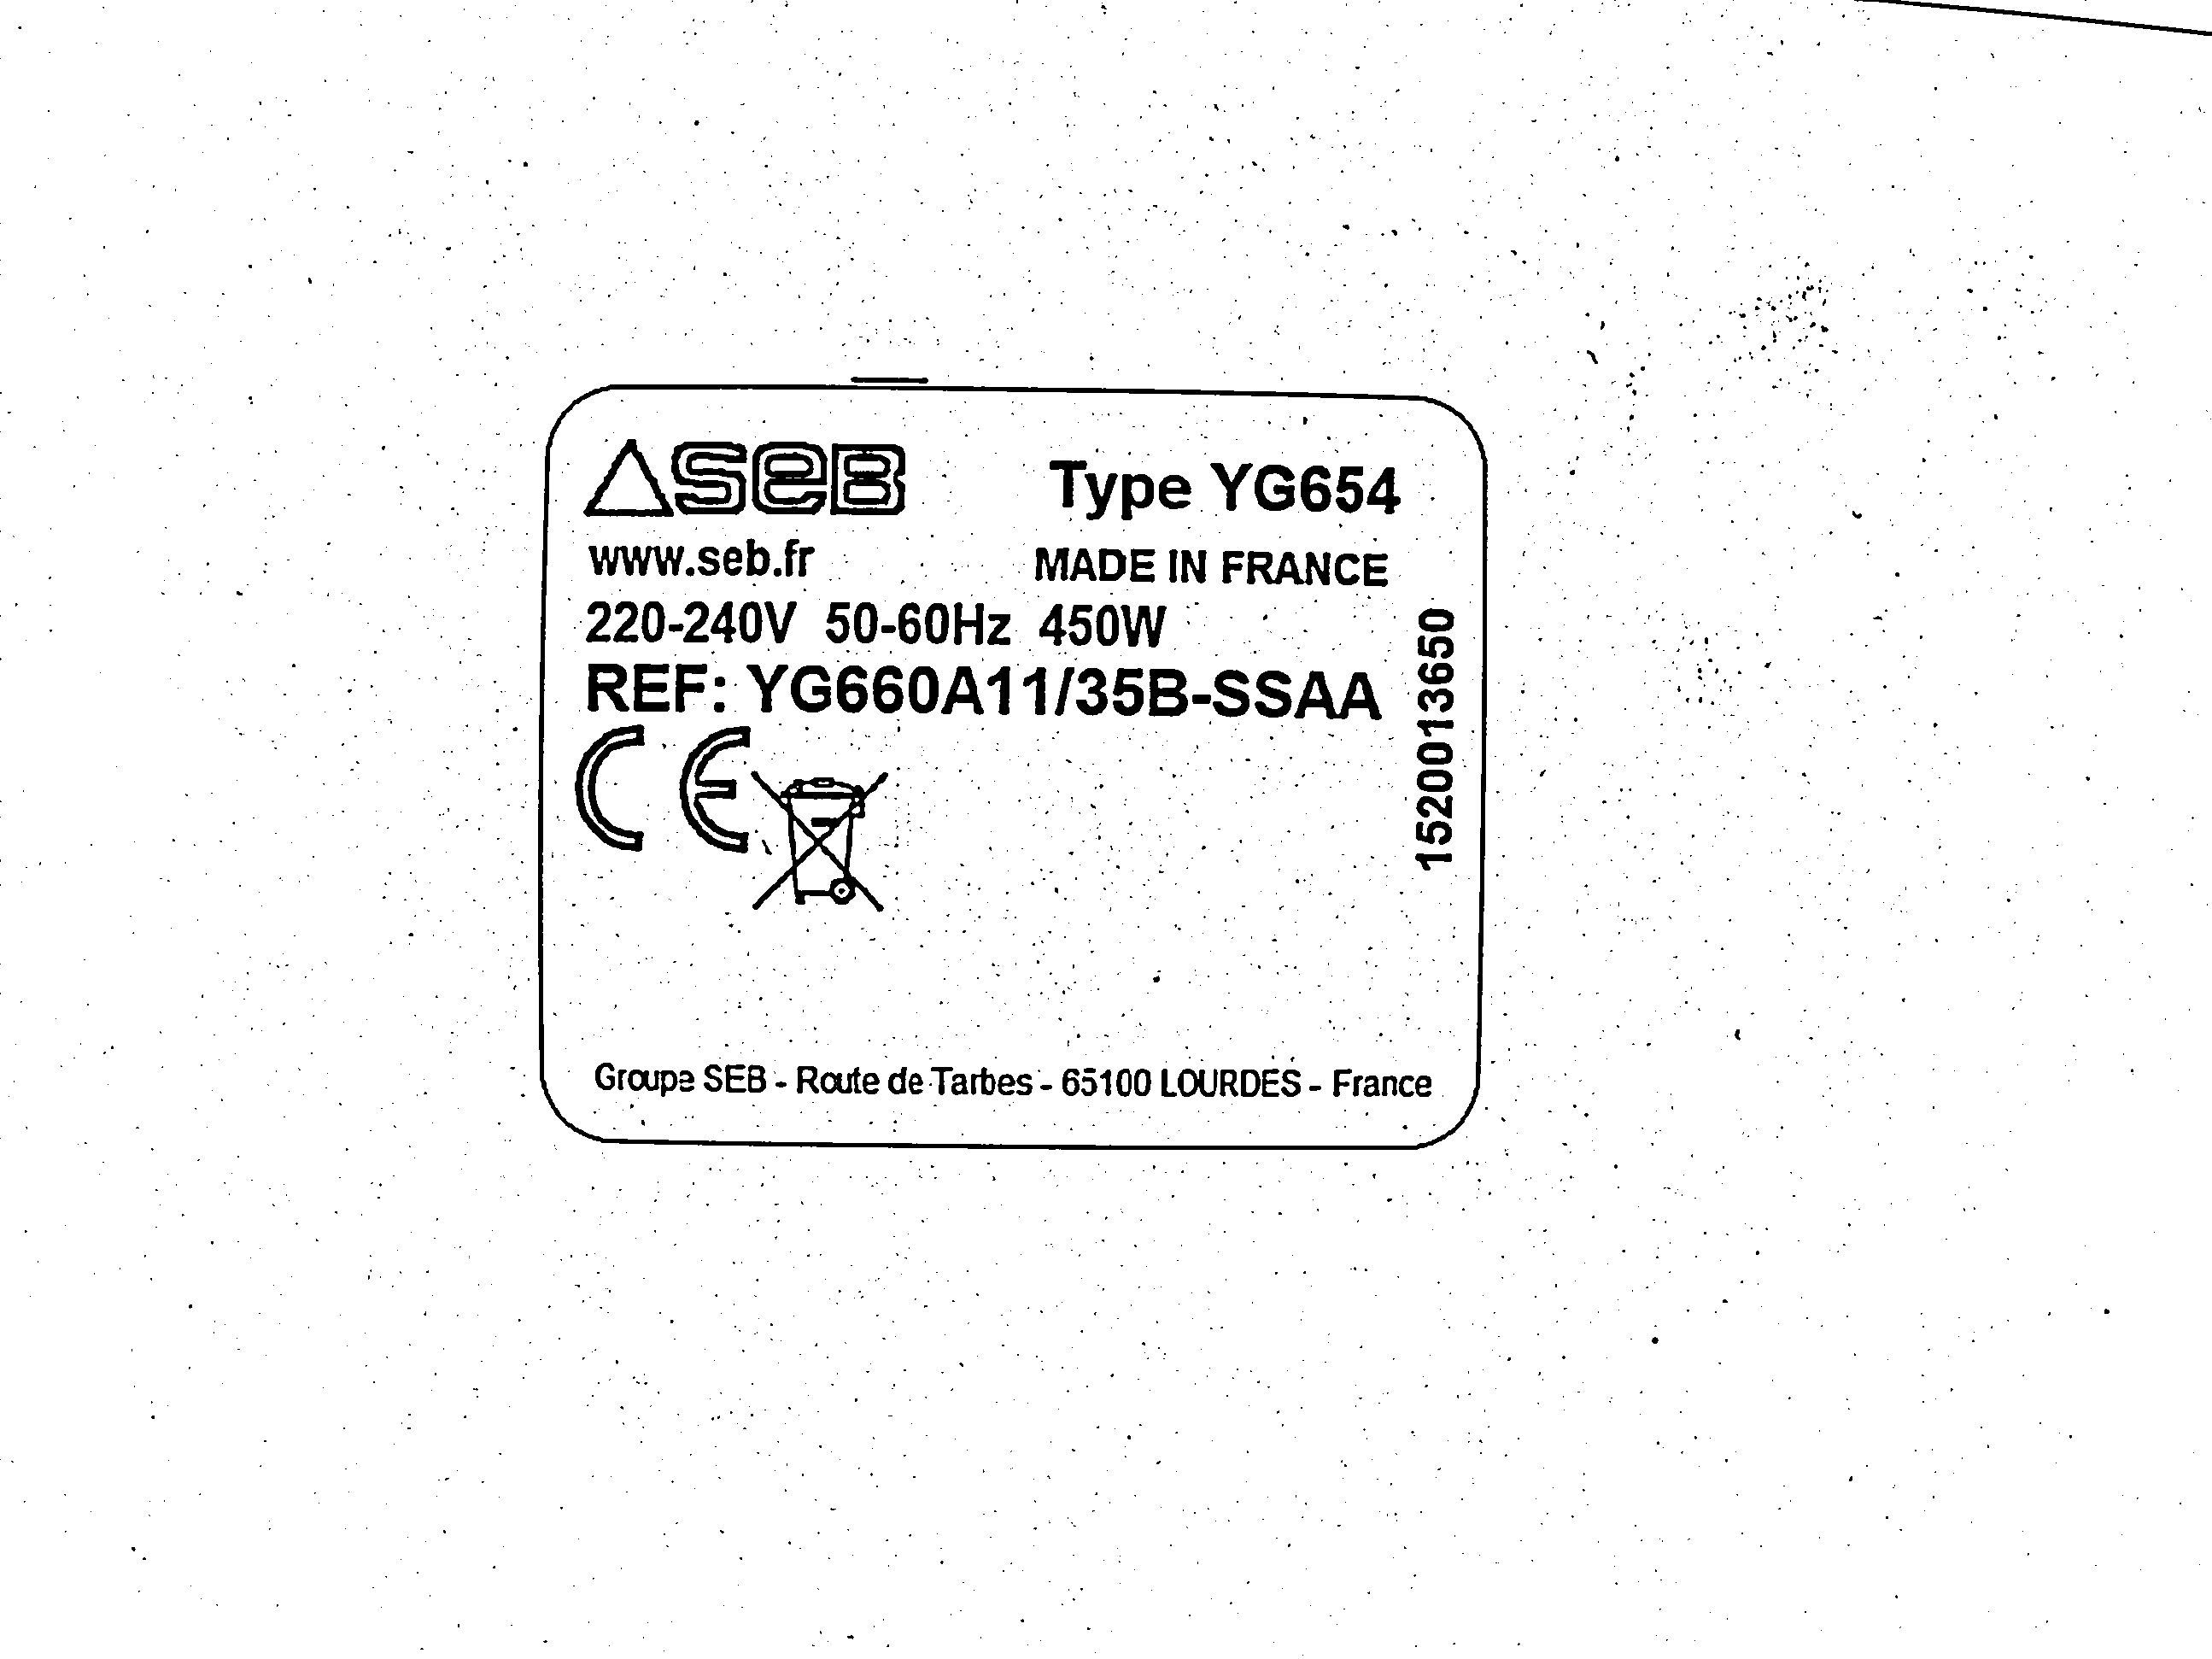 SEB Type YG654
www.seb.fr MADE IN FRANCE
220-240V 50-60Hz 450W
REF: YG660A11/35B-SSAA
CE
1520013650
Groupe SEB - Route de Tarbes - 65100 LOURDES - France